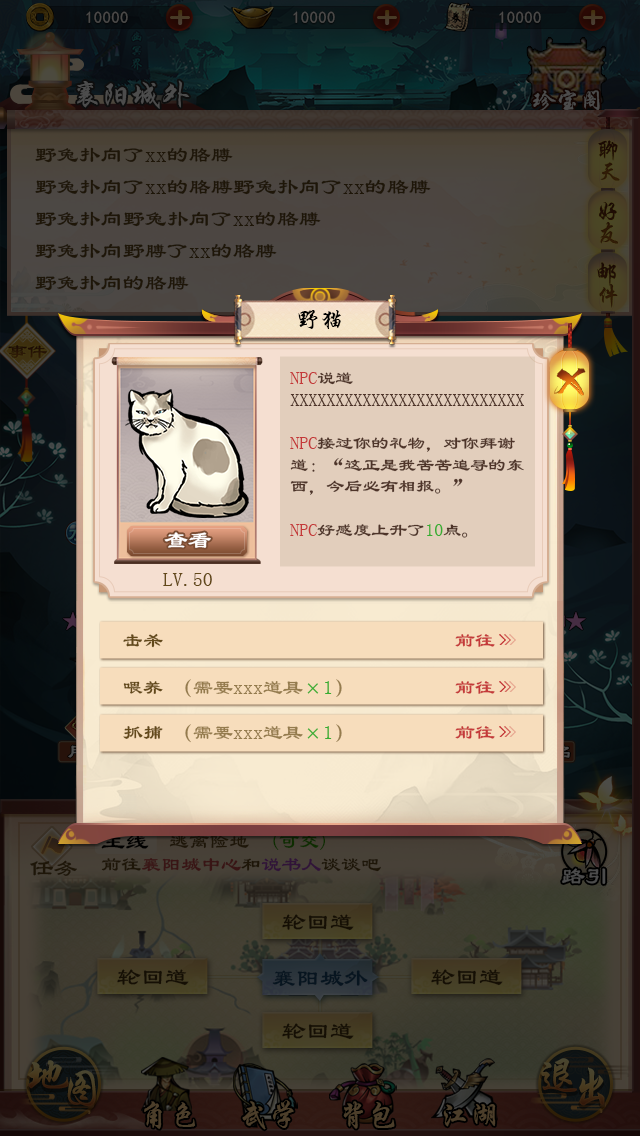 10000
10000
10000
襄阳城外
珍宝阁
野兔扑向了xx的胳膊
野兔扑向了xx的胳膊野兔扑向了xx的胳膊
野兔扑向野兔扑向了xx的胳膊
野兔扑向野膊了xx的胳膊
野兔扑向的胳膊
聊天
好友
邮件
事件
野猫
NPC说道
XXXXXXXXXXXXXXXXXXXXXXXXXX
NPC接过你的礼物，对你拜谢
道：“这正是我苦苦追寻的东
西，今后必有相报。”
NPC好感度上升了10点。
查看
LV.50
击杀 前往
喂养 （需要xxx道具×1） 前往
抓捕 （需要xxx道具×1） 前往
主线 逃离险地 （可交）
任务
前往襄阳城中心和说书人谈谈吧
路引
轮回道
轮回道 襄阳城外 轮回道
轮回道
地图 角色 武学 背包 江湖 退出